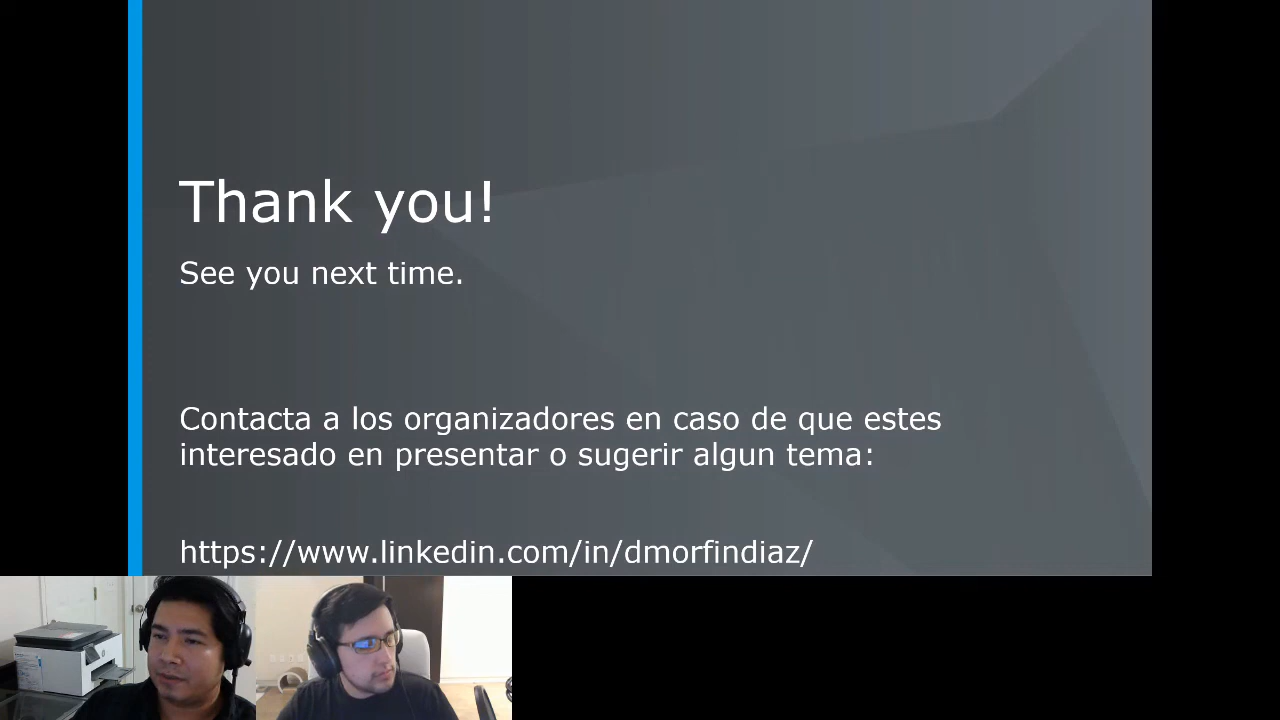 Thank you!
See you next time.
Contacta a los organizadores en caso de que estes
interesado en presentar o sugerir algun tema:
https://www.linkedin.com/in/dmorfindiaz/